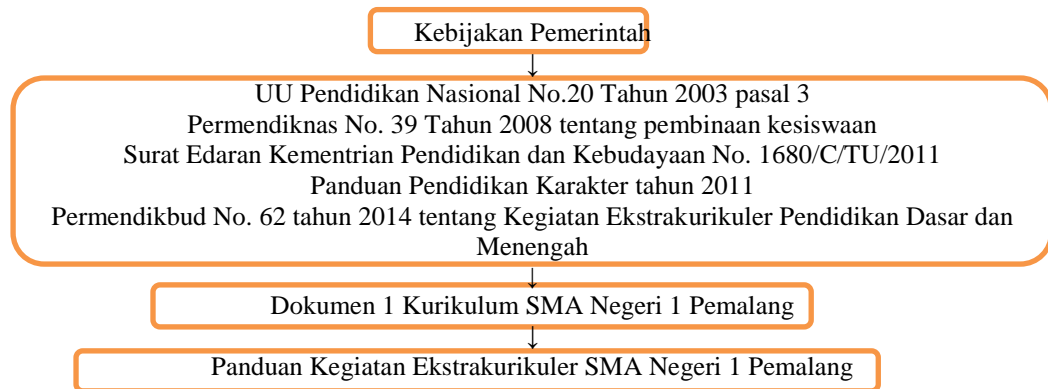 Kebijakan Pemerintah
↓
UU Pendidikan Nasional No.20 Tahun 2003 pasal 3
Permendiknas No. 39 Tahun 2008 tentang pembinaan kesiswaan
Surat Edaran Kementrian Pendidikan dan Kebudayaan No. 1680/C/TU/2011
Panduan Pendidikan Karakter tahun 2011
Permendikbud No. 62 tahun 2014 tentang Kegiatan Ekstrakurikuler Pendidikan Dasar dan
Menengah
↓
Dokumen 1 Kurikulum SMA Negeri 1 Pemalang
↓
Panduan Kegiatan Ekstrakurikuler SMA Negeri 1 Pemalang